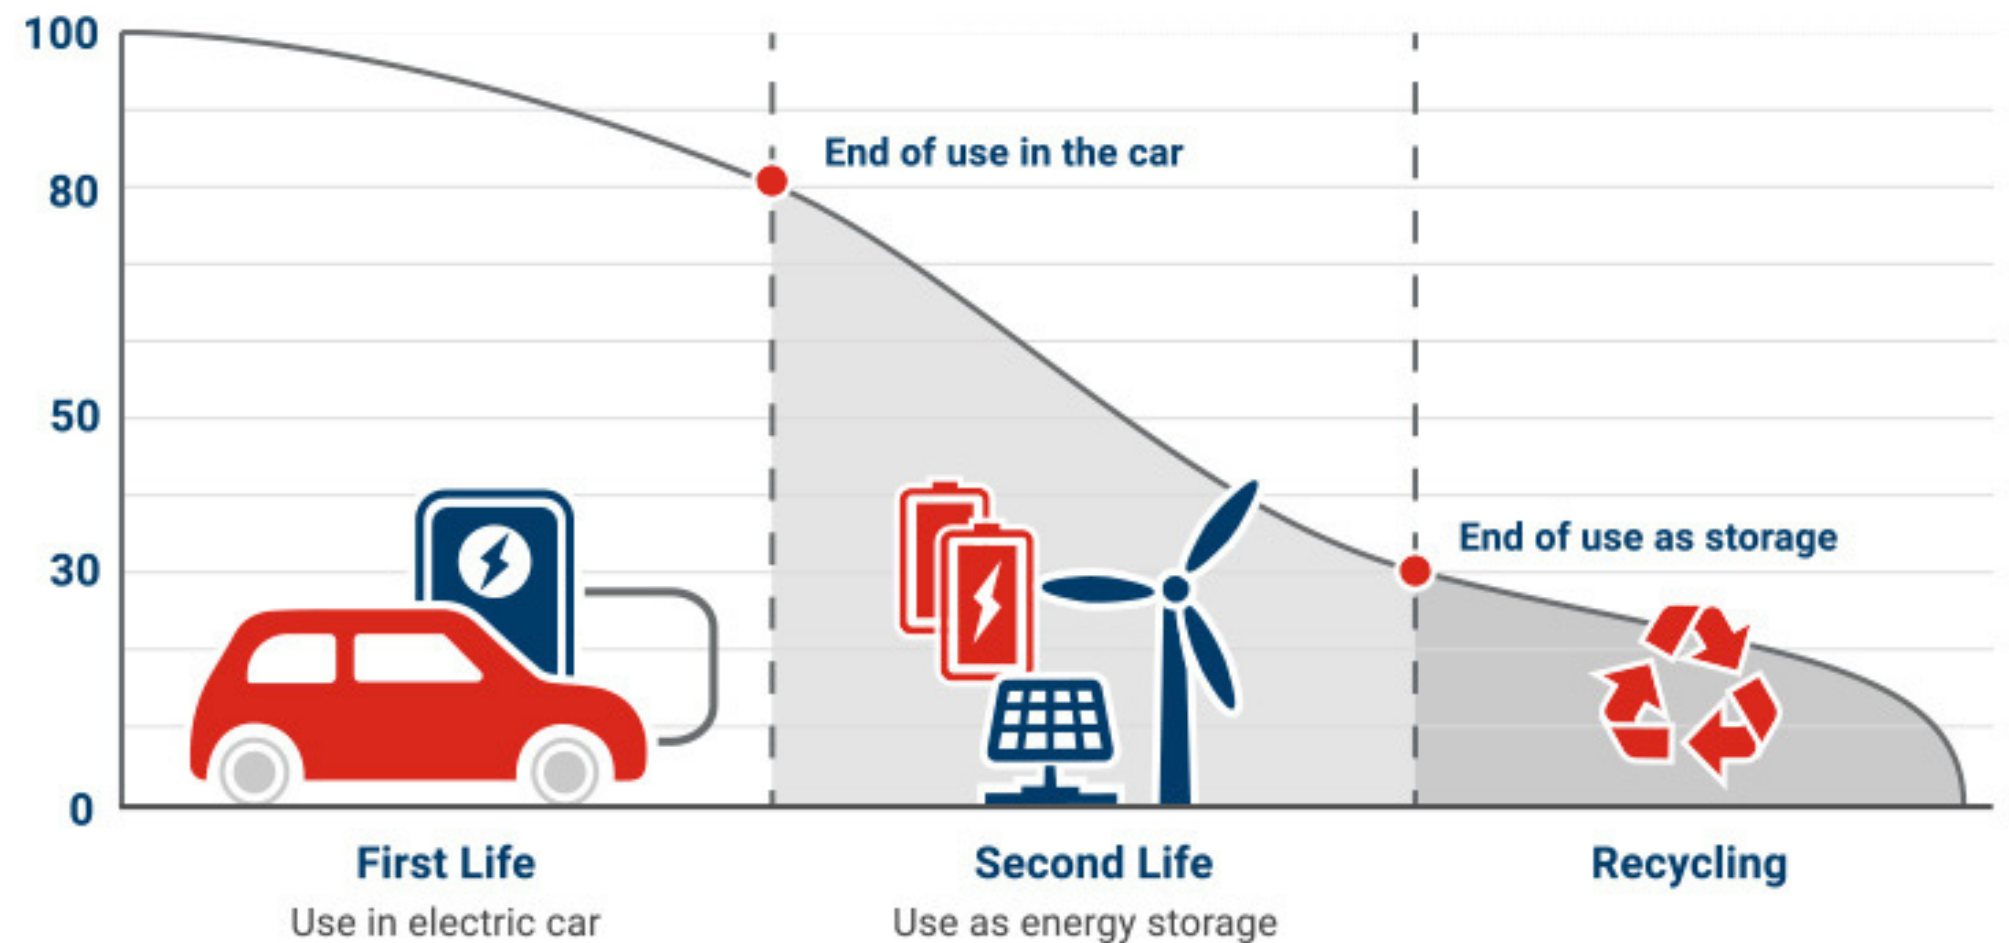 100
80
50
30
0
End of use in the car
End of use as storage
First Life
Use in electric car
Second Life
Use as energy storage
Recycling